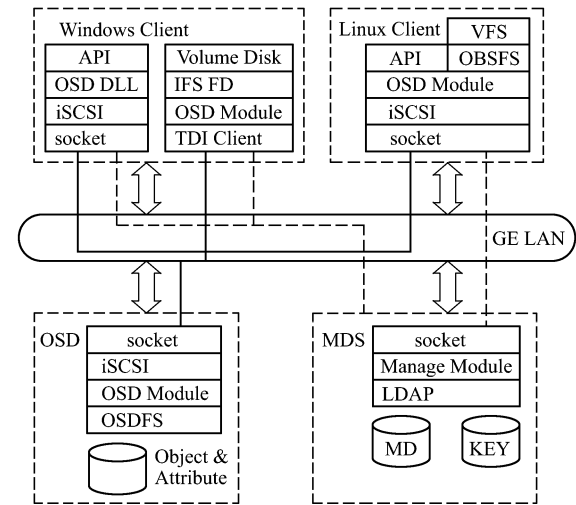 Windows Client
API
OSD DLL
iSCSI
socket
Volume Disk
IFS FD
OSD Module
TDI Client
Linux Client
VFS
API
OBSFS
OSD Module
iSCSI
socket
GE LAN
OSD
socket
iSCSI
OSD Module
OSDFS
Object &
Attribute
MDS
socket
Manage Module
LDAP
MD
KEY